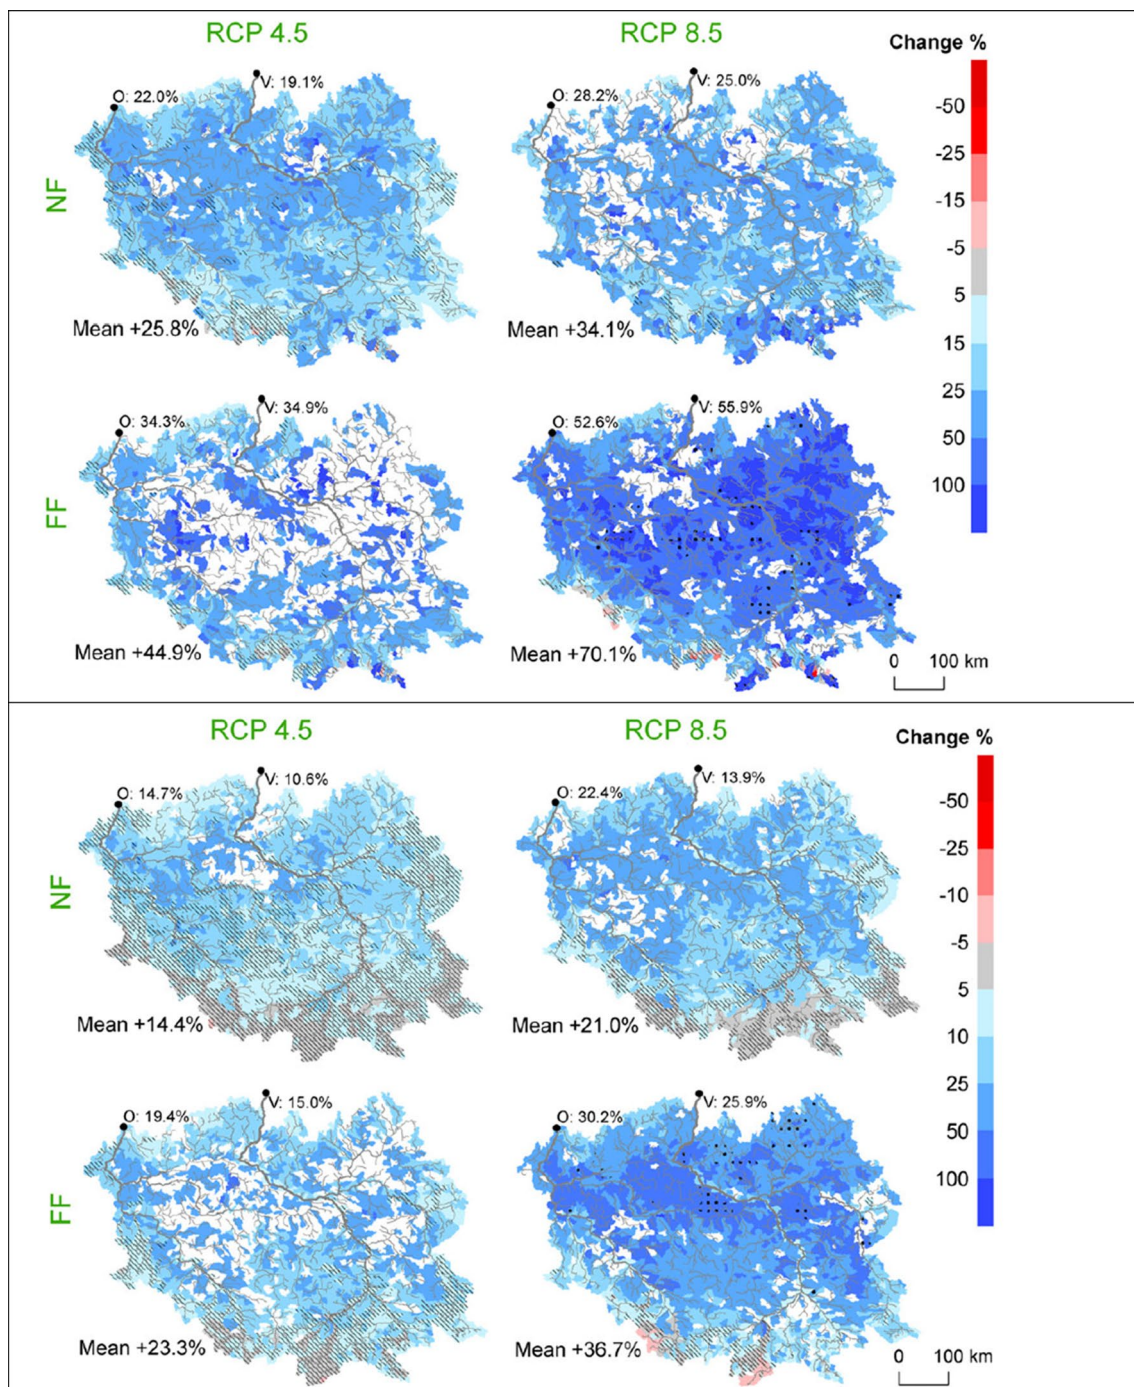 RCP 4.5
RCP 8.5
Change %
V: 19.1%
V: 25.0%
O: 22.0%
O: 28.2%
-50
-25
NF
-15
-5
5
Mean +25.8%
Mean +34.1%
15
25
O: 34.3%
V: 34.9%
O: 52.6%
V: 55.9%
50
100
FF
Mean +44.9%
Mean +70.1%
0 100 km
RCP 4.5
RCP 8.5
Change %
V: 10.6%
V: 13.9%
O: 14.7%
O: 22.4%
-50
-25
NF
-10
-5
5
Mean +14.4%
Mean +21.0%
10
25
O: 19.4%
V: 15.0%
O: 30.2%
V: 25.9%
50
100
FF
Mean +23.3%
Mean +36.7%
0 100 km